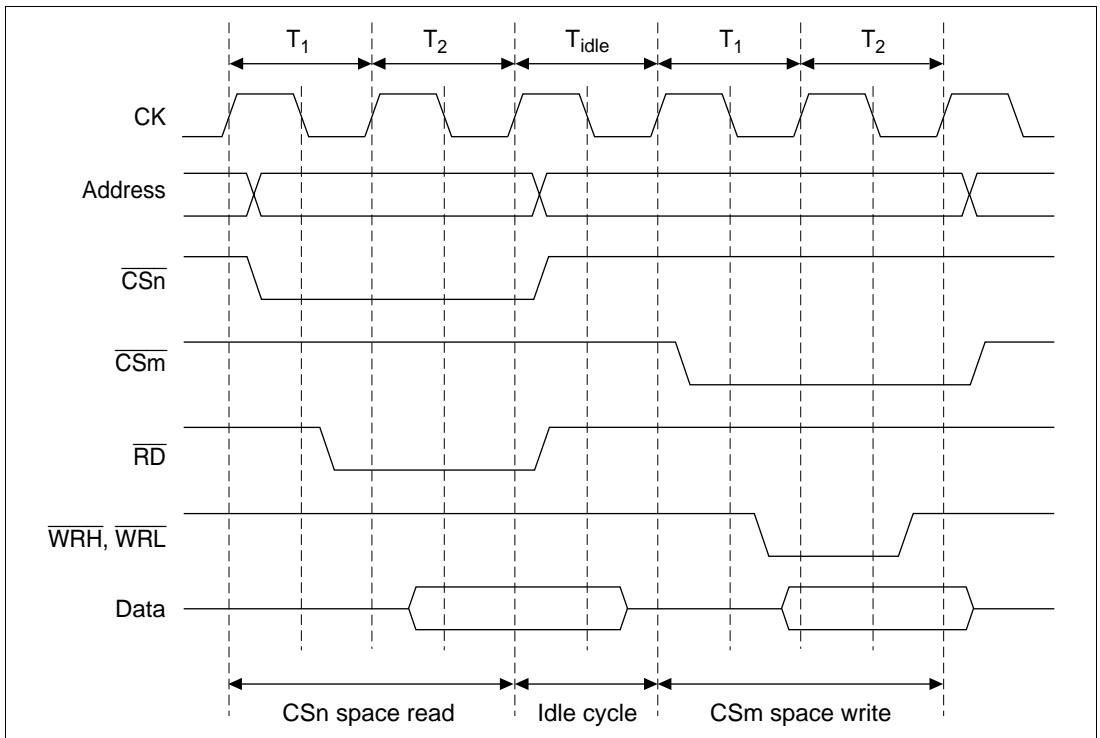 T1 T2 Tidle T1 T2
CK
Address
CSn
CSm
RD
WRH, WRL
Data
CSn space read Idle cycle CSm space write